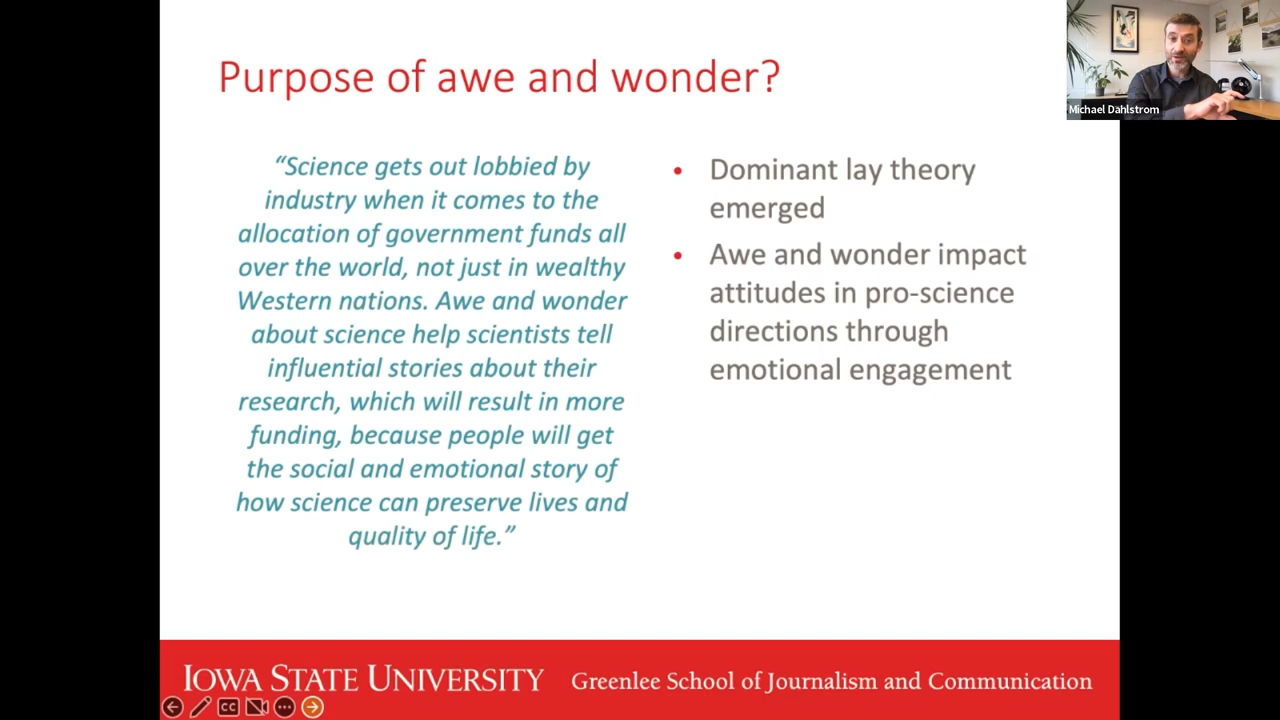 Purpose of awe and wonder?
“Science gets out lobbied by
industry when it comes to the
allocation of government funds all
over the world, not just in wealthy
Western nations. Awe and wonder
about science help scientists tell
influential stories about their
research, which will result in more
funding, because people will get
the social and emotional story of
how science can preserve lives and
quality of life.”
• Dominant lay theory
emerged
• Awe and wonder impact
attitudes in pro-science
directions through
emotional engagement
Michael Dahlstrom
IOWA STATE UNIVERSITY
Greenlee School of Journalism and Communication
CC